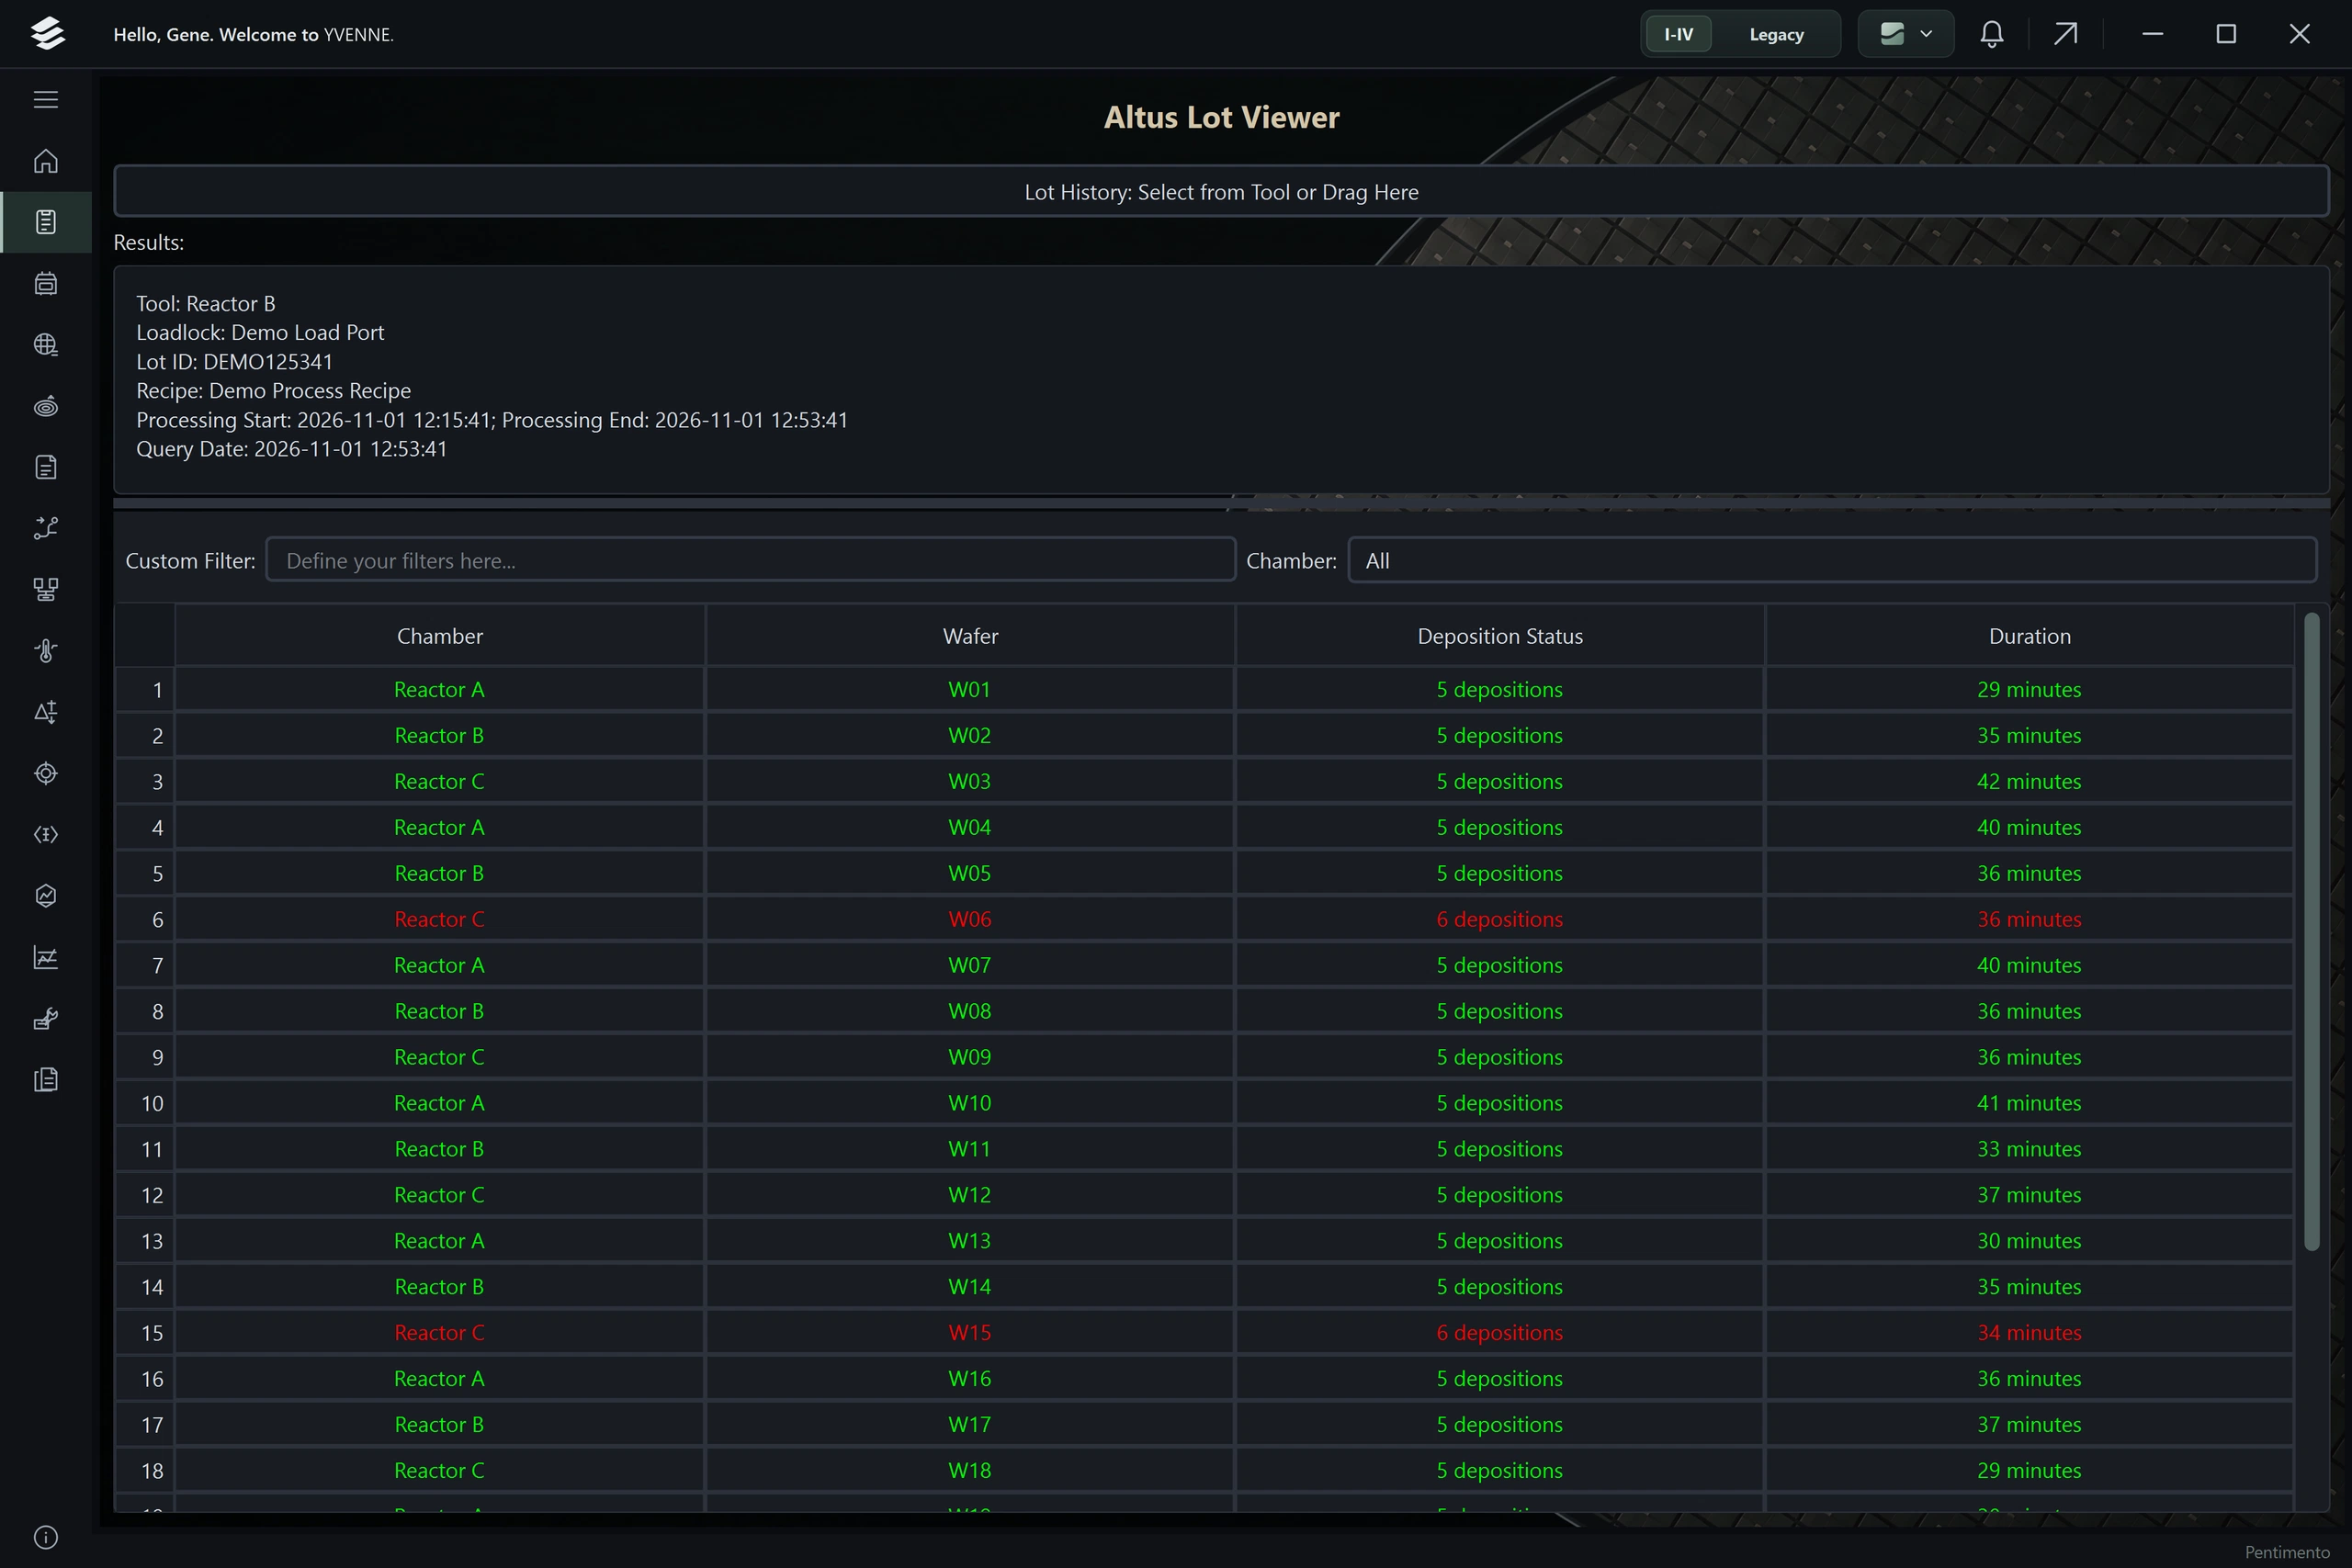 Hello, Gene. Welcome to YVENNE.
I-IV Legacy
Altus Lot Viewer
Lot History: Select from Tool or Drag Here
Results:
Tool: Reactor B
Loadlock: Demo Load Port
Lot ID: DEMO125341
Recipe: Demo Process Recipe
Processing Start: 2026-11-01 12:15:41; Processing End: 2026-11-01 12:53:41
Query Date: 2026-11-01 12:53:41
Custom Filter: Define your filters here... Chamber: All
Chamber Wafer Deposition Status Duration
1 Reactor A W01 5 depositions 29 minutes
2 Reactor B W02 5 depositions 35 minutes
3 Reactor C W03 5 depositions 42 minutes
4 Reactor A W04 5 depositions 40 minutes
5 Reactor B W05 5 depositions 36 minutes
6 Reactor C W06 6 depositions 36 minutes
7 Reactor A W07 5 depositions 40 minutes
8 Reactor B W08 5 depositions 36 minutes
9 Reactor C W09 5 depositions 36 minutes
10 Reactor A W10 5 depositions 41 minutes
11 Reactor B W11 5 depositions 33 minutes
12 Reactor C W12 5 depositions 37 minutes
13 Reactor A W13 5 depositions 30 minutes
14 Reactor B W14 5 depositions 35 minutes
15 Reactor C W15 6 depositions 34 minutes
16 Reactor A W16 5 depositions 36 minutes
17 Reactor B W17 5 depositions 37 minutes
18 Reactor C W18 5 depositions 29 minutes
Pentimento